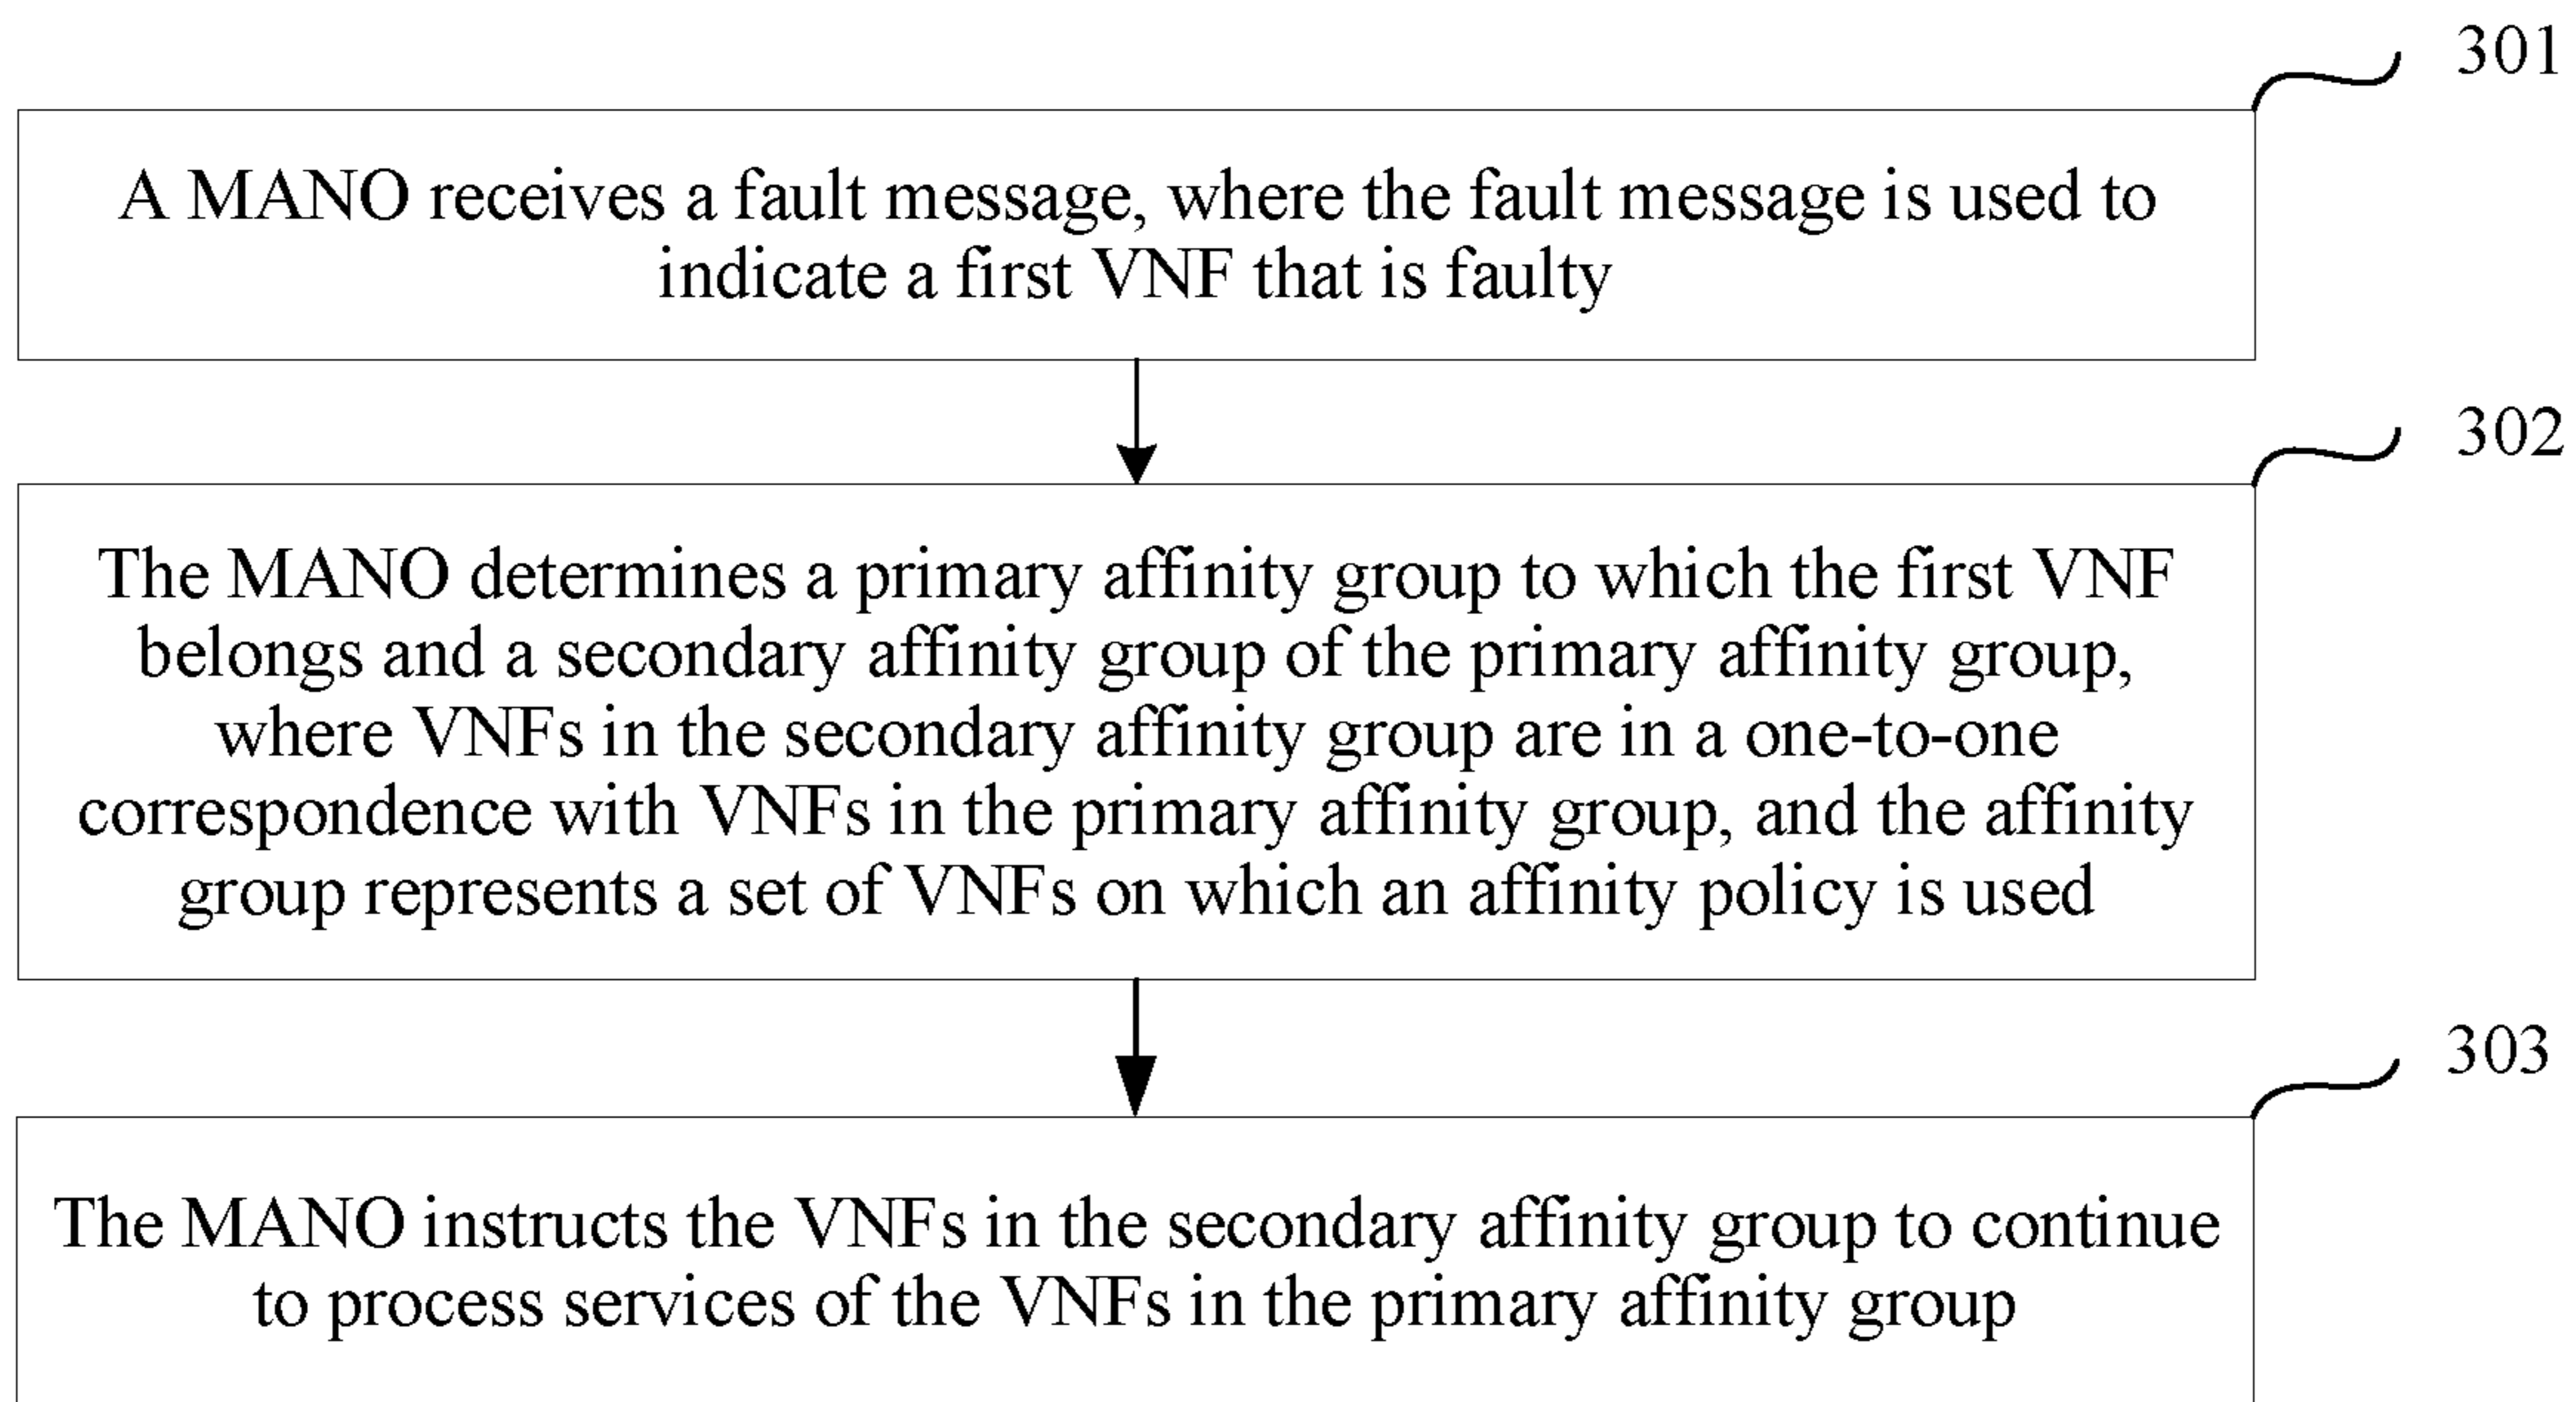 301
A MANO receives a fault message, where the fault message is used to
indicate a first VNF that is faulty
302
The MANO determines a primary affinity group to which the first VNF
belongs and a secondary affinity group of the primary affinity group,
where VNFs in the secondary affinity group are in a one-to-one
correspondence with VNFs in the primary affinity group, and the affinity
group represents a set of VNFs on which an affinity policy is used
303
The MANO instructs the VNFs in the secondary affinity group to continue
to process services of the VNFs in the primary affinity group